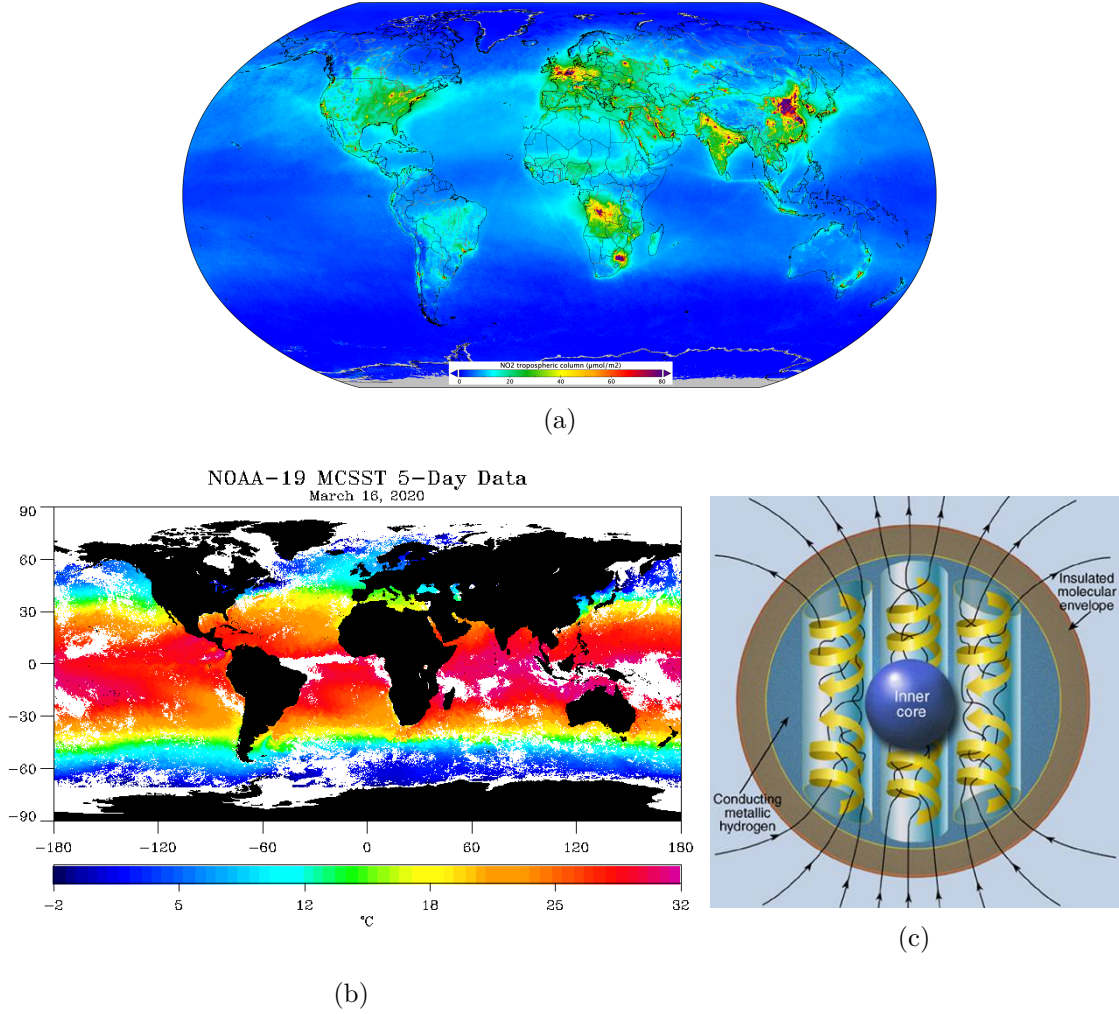 NO2 tropospheric column (μmol/m2)
0 20 40 60 80
(a)
NOAA-19 MCSST 5-Day Data
March 16, 2020
90
60
30
0
−30
−60
−90
−180 −120 −60 0 60 120 180
−2 5 12 18 25 32
°C
(b)
Insulated
molecular
envelope
Inner
core
Conducting
metallic
hydrogen
(c)